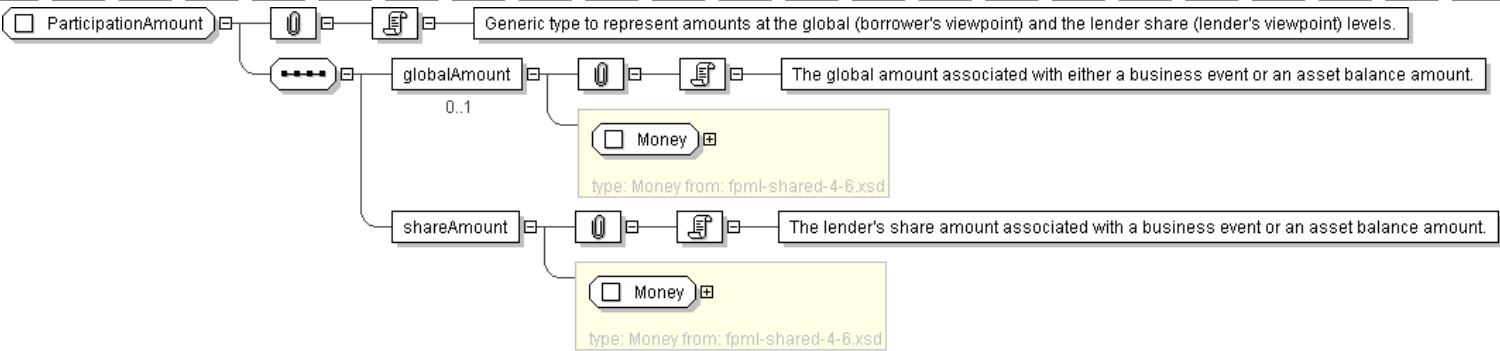 ParticipationAmount
Generic type to represent amounts at the global (borrower's viewpoint) and the lender share (lender's viewpoint) levels.
globalAmount
The global amount associated with either a business event or an asset balance amount.
0..1
Money
type: Money from: fpml-shared-4-6.xsd
shareAmount
The lender's share amount associated with a business event or an asset balance amount.
Money
type: Money from: fpml-shared-4-6.xsd